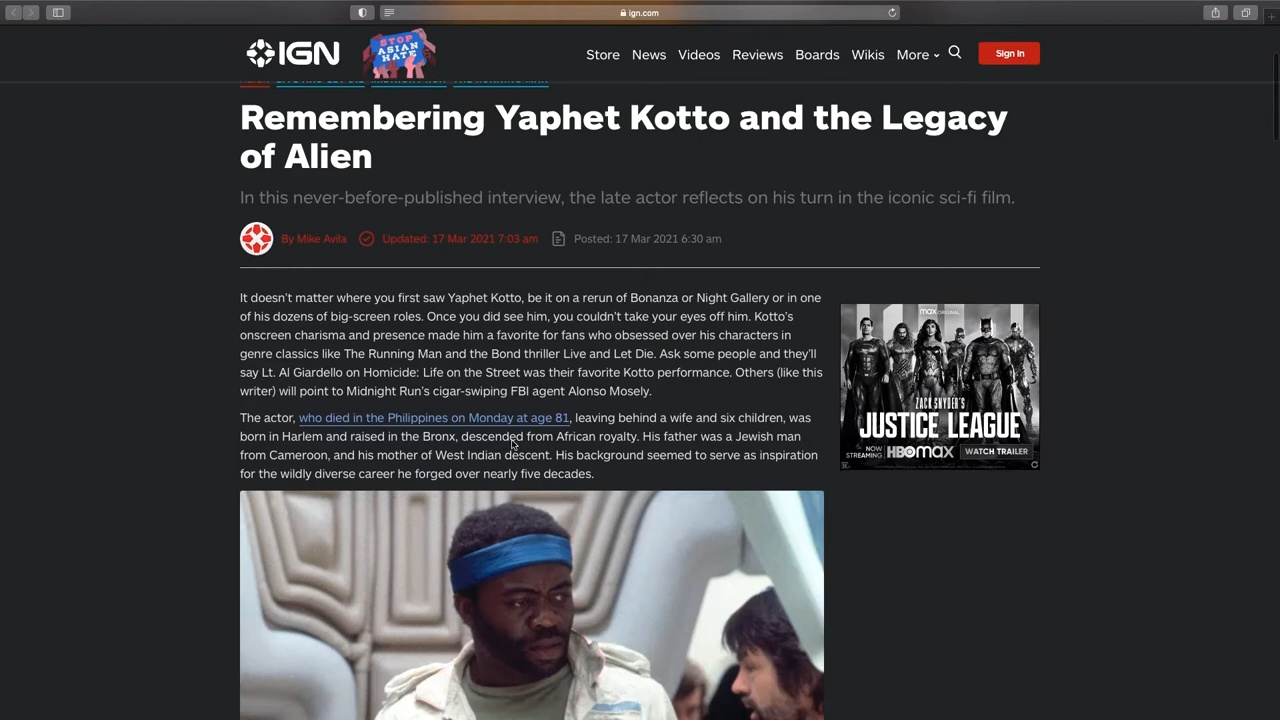 ign.com
IGN
STOP
ASIAN
HATE
Store News Videos Reviews Boards Wikis More
Sign In
Remembering Yaphet Kotto and the Legacy
of Alien
In this never-before-published interview, the late actor reflects on his turn in the iconic sci-fi film.
By Mike Avila Updated: 17 Mar 2021 7:03 am Posted: 17 Mar 2021 6:30 am
It doesn't matter where you first saw Yaphet Kotto, be it on a rerun of Bonanza or Night Gallery or in one
of his dozens of big-screen roles. Once you did see him, you couldn't take your eyes off him. Kotto's
onscreen charisma and presence made him a favorite for fans who obsessed over his characters in
genre classics like The Running Man and the Bond thriller Live and Let Die. Ask some people and they'll
say Lt. Al Giardello on Homicide: Life on the Street was their favorite Kotto performance. Others (like this
writer) will point to Midnight Run's cigar-swiping FBI agent Alonso Mosely.
The actor, who died in the Philippines on Monday at age 81, leaving behind a wife and six children, was
born in Harlem and raised in the Bronx, descended from African royalty. His father was a Jewish man
from Cameroon, and his mother of West Indian descent. His background seemed to serve as inspiration
for the wildly diverse career he forged over nearly five decades.
max ORIGINAL
ZACK SNYDER'S
JUSTICE LEAGUE
NOW
STREAMING HBOmax WATCH TRAILER